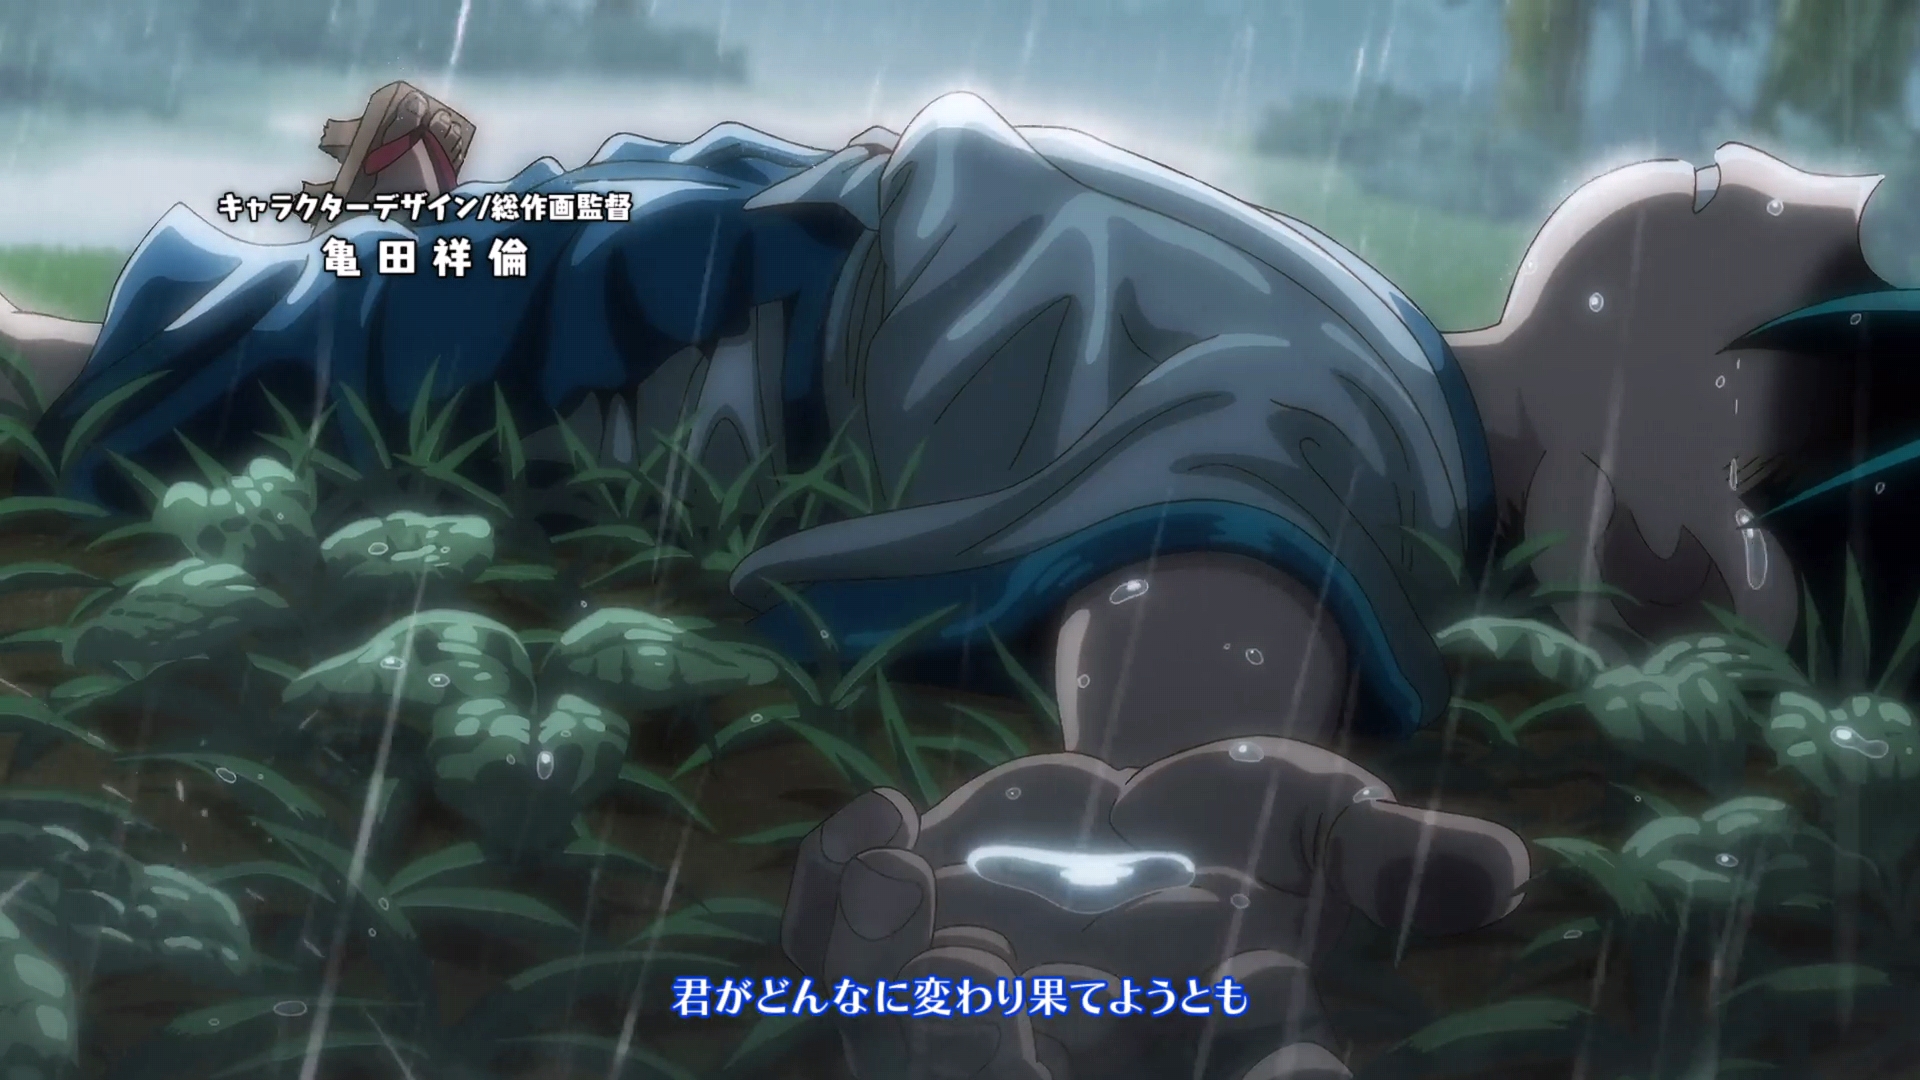 キャラクターデザイン/総作画監督
亀田祥倫
君がどんなに変わり果てようとも